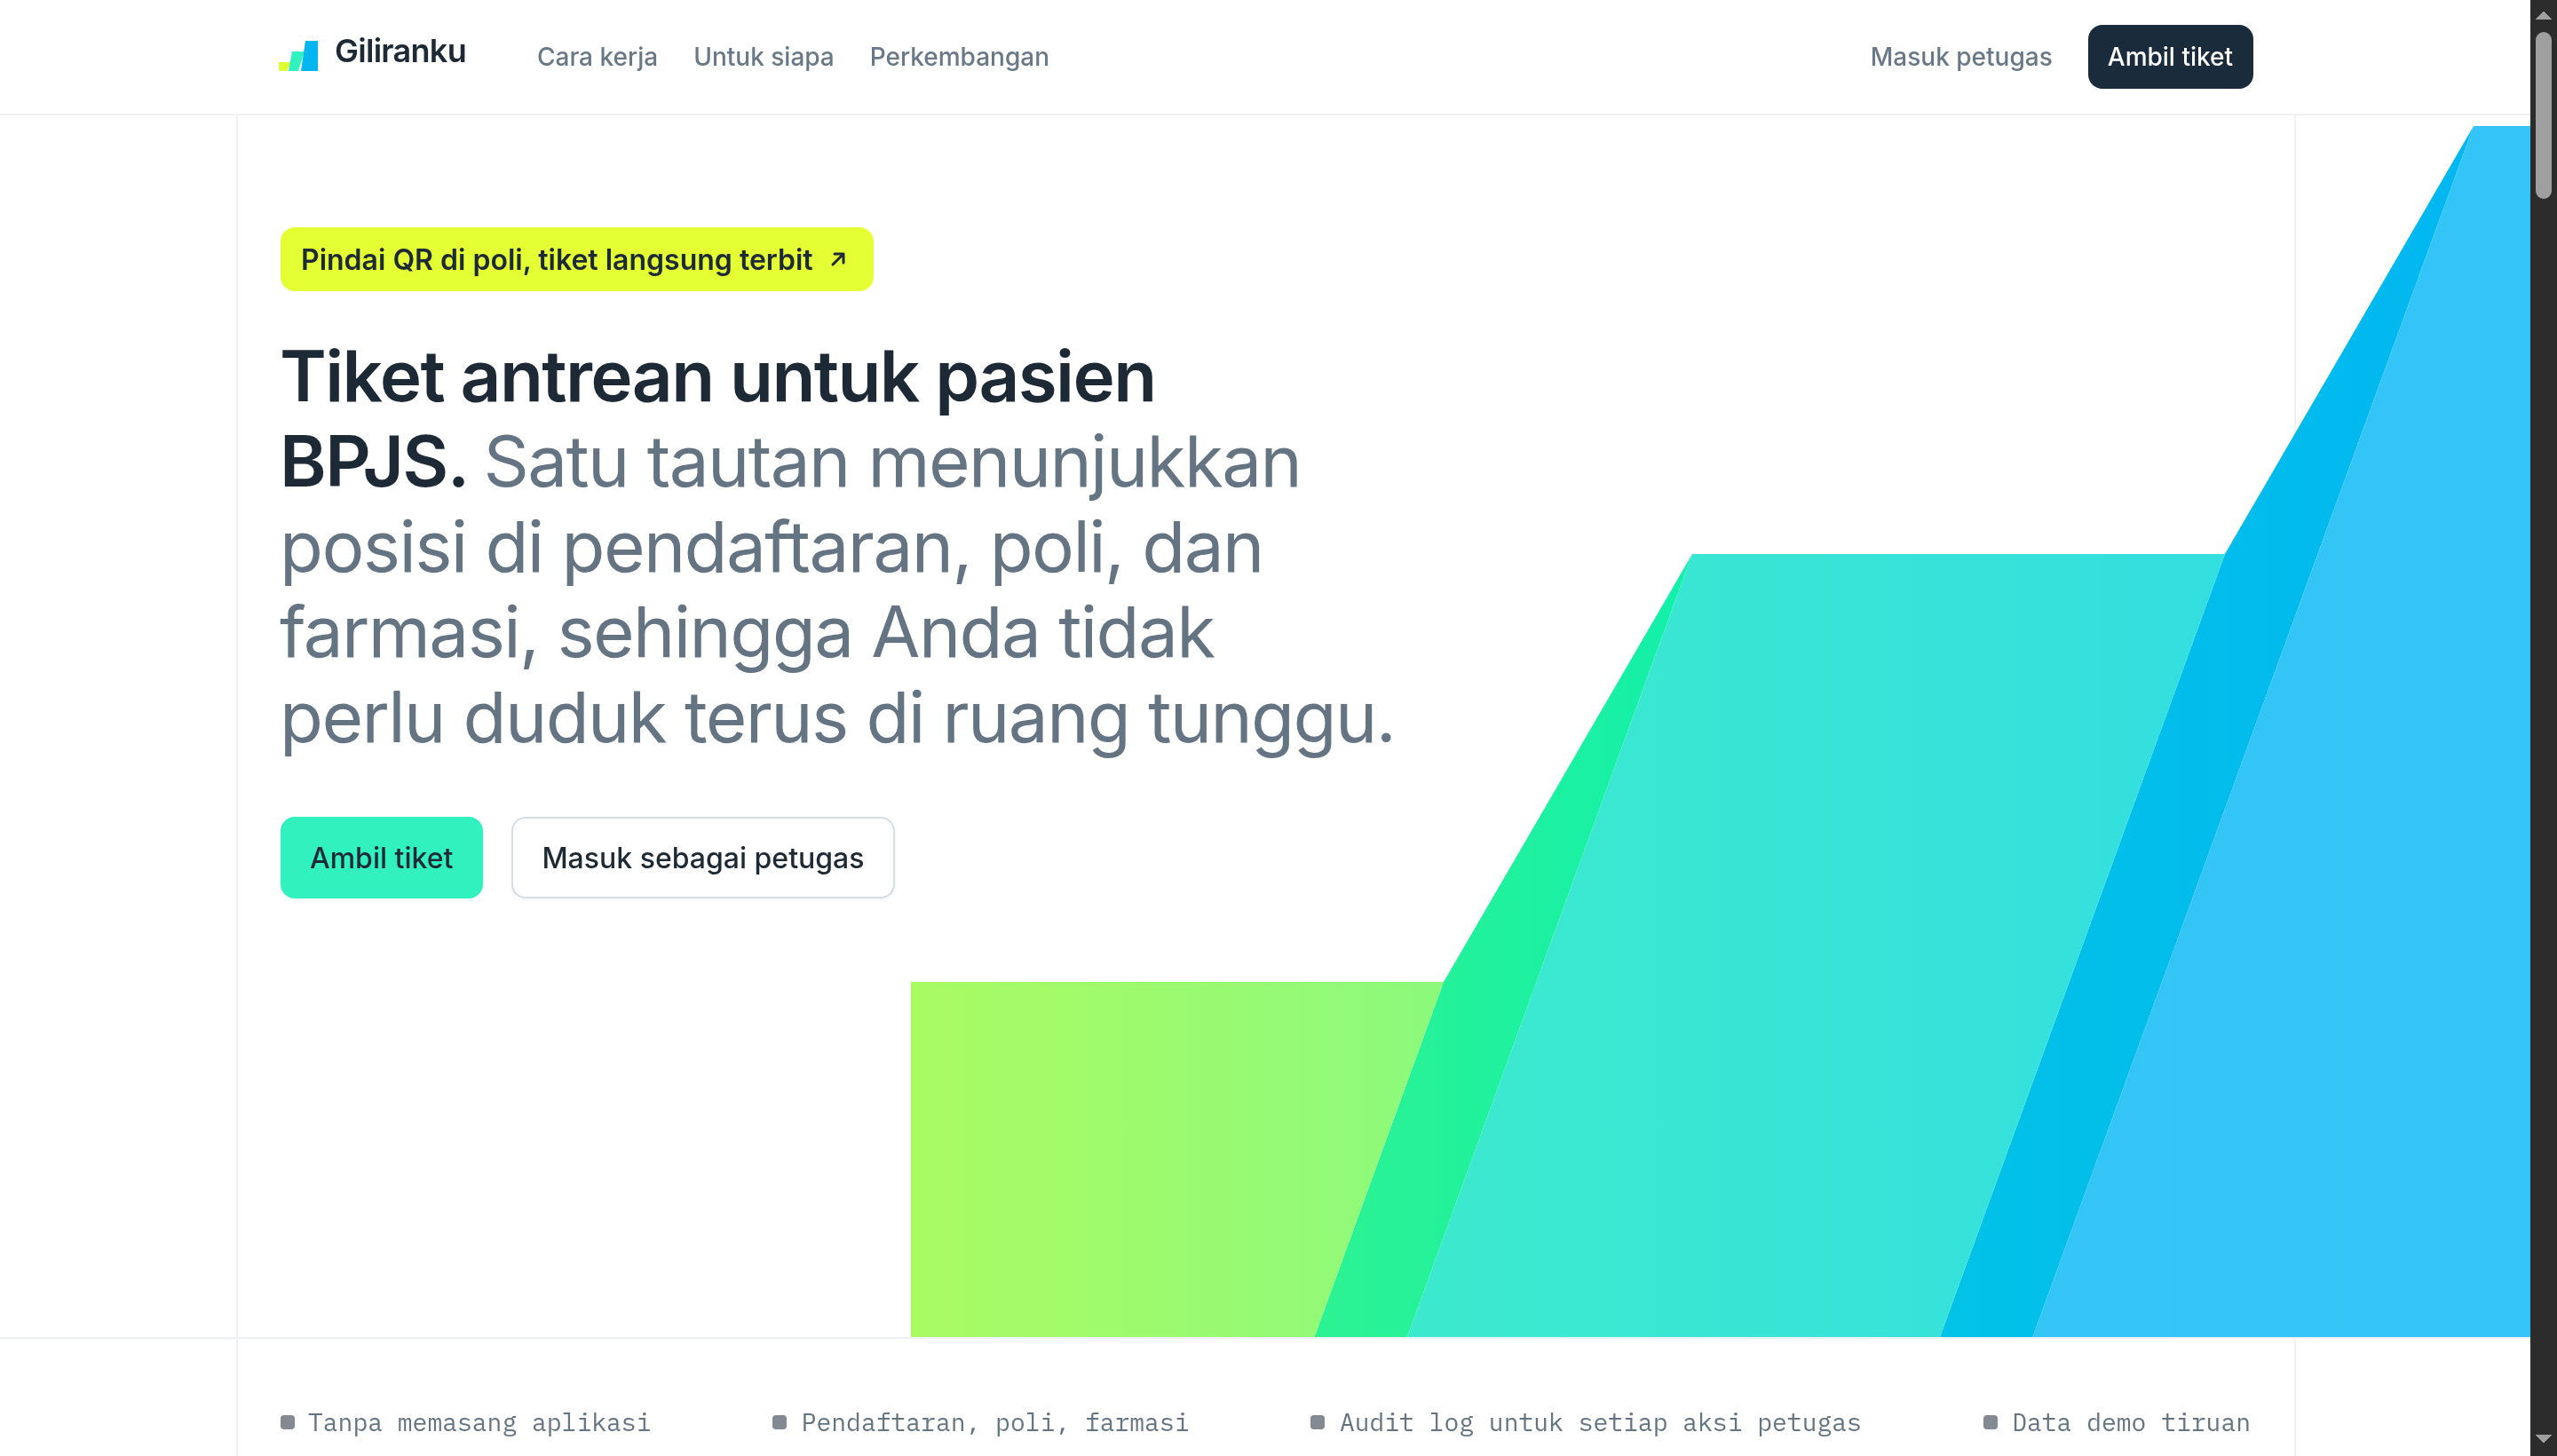 Giliranku
Cara kerja
Untuk siapa
Perkembangan
Masuk petugas
Ambil tiket
Pindai QR di poli, tiket langsung terbit
Tiket antrean untuk pasien
BPJS. Satu tautan menunjukkan
posisi di pendaftaran, poli, dan
farmasi, sehingga Anda tidak
perlu duduk terus di ruang tunggu.
Ambil tiket
Masuk sebagai petugas
Tanpa memasang aplikasi
Pendaftaran, poli, farmasi
Audit log untuk setiap aksi petugas
Data demo tiruan